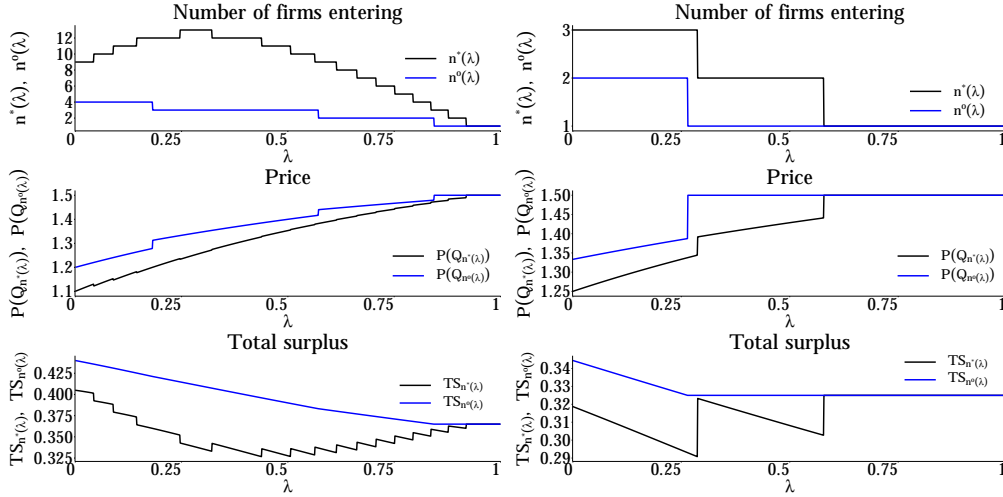 Number of firms entering
n*(λ), n°(λ)
12
10
8
6
4
2
n*(λ)
n°(λ)
0
0.25
0.5
0.75
1
λ
Price
P(Qn*(λ)), P(Qn°(λ))
1.5
1.4
1.3
1.2
1.1
P(Qn*(λ))
P(Qn°(λ))
0
0.25
0.5
0.75
1
λ
Total surplus
TSn*(λ), TSn°(λ)
0.425
0.400
0.375
0.350
0.325
TSn*(λ)
TSn°(λ)
0
0.25
0.5
0.75
1
λ
Number of firms entering
n*(λ), n°(λ)
3
2
1
n*(λ)
n°(λ)
0
0.25
0.5
0.75
1
λ
Price
P(Qn*(λ)), P(Qn°(λ))
1.50
1.45
1.40
1.35
1.30
1.25
P(Qn*(λ))
P(Qn°(λ))
0
0.25
0.5
0.75
1
λ
Total surplus
TSn*(λ), TSn°(λ)
0.34
0.33
0.32
0.31
0.30
0.29
TSn*(λ)
TSn°(λ)
0
0.25
0.5
0.75
1
λ